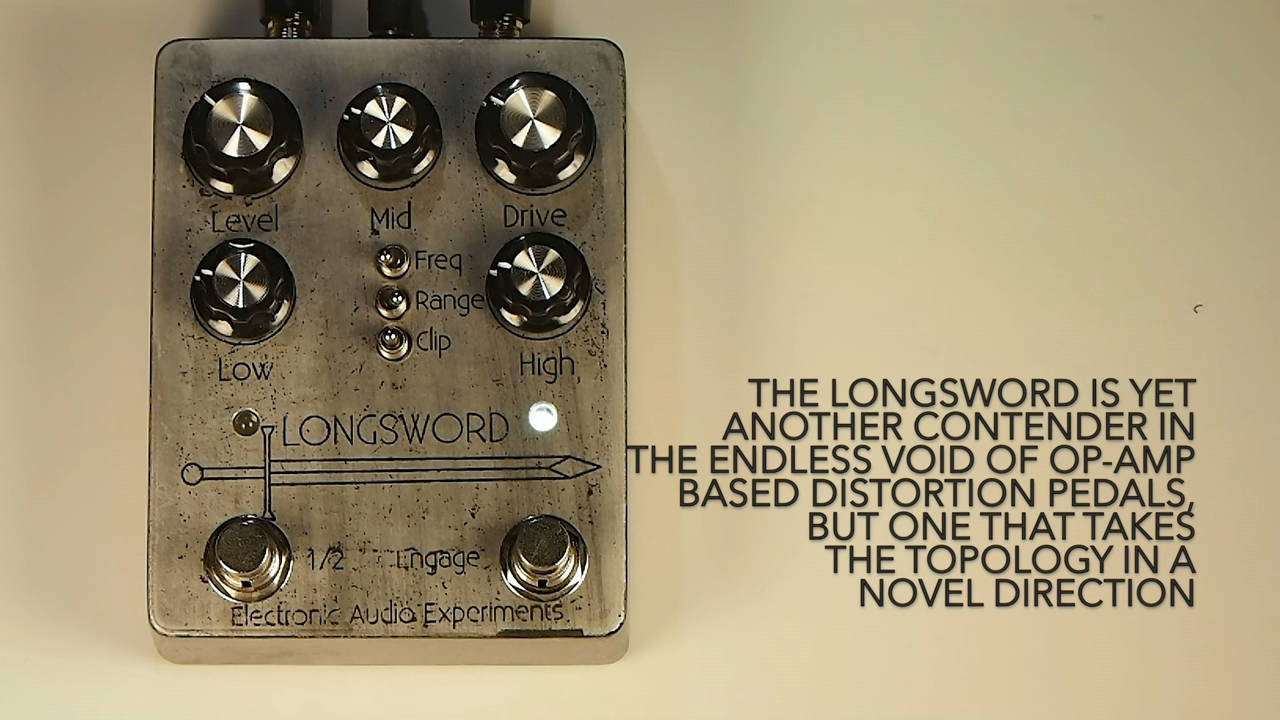 Level
Mid
Drive
Freq
Range
Clip
Low
High
LONGSWORD
1/2
Engage
Electronic Audio Experiments
THE LONGSWORD IS YET
ANOTHER CONTENDER IN
THE ENDLESS VOID OF OP-AMP
BASED DISTORTION PEDALS,
BUT ONE THAT TAKES
THE TOPOLOGY IN A
NOVEL DIRECTION